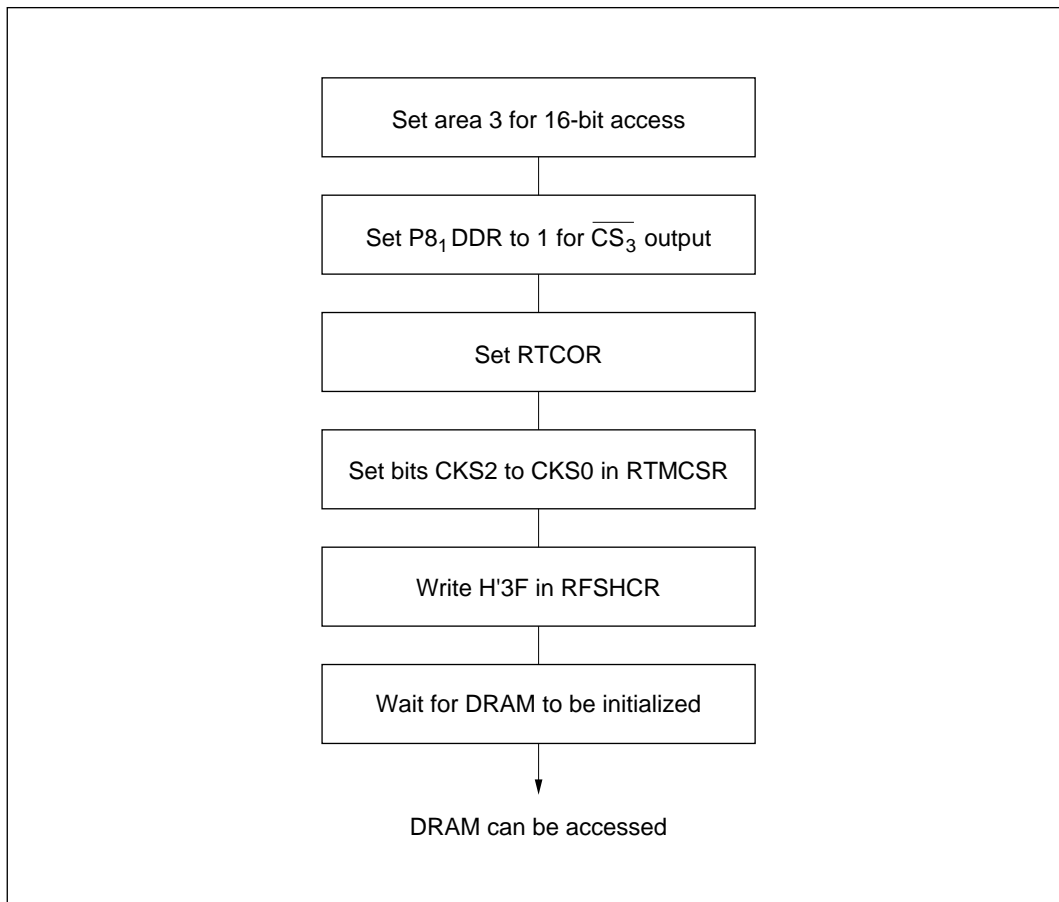 Set area 3 for 16-bit access
Set P8₁ DDR to 1 for C̅S̅₃ output
Set RTCOR
Set bits CKS2 to CKS0 in RTMCSR
Write H'3F in RFSHCR
Wait for DRAM to be initialized
DRAM can be accessed